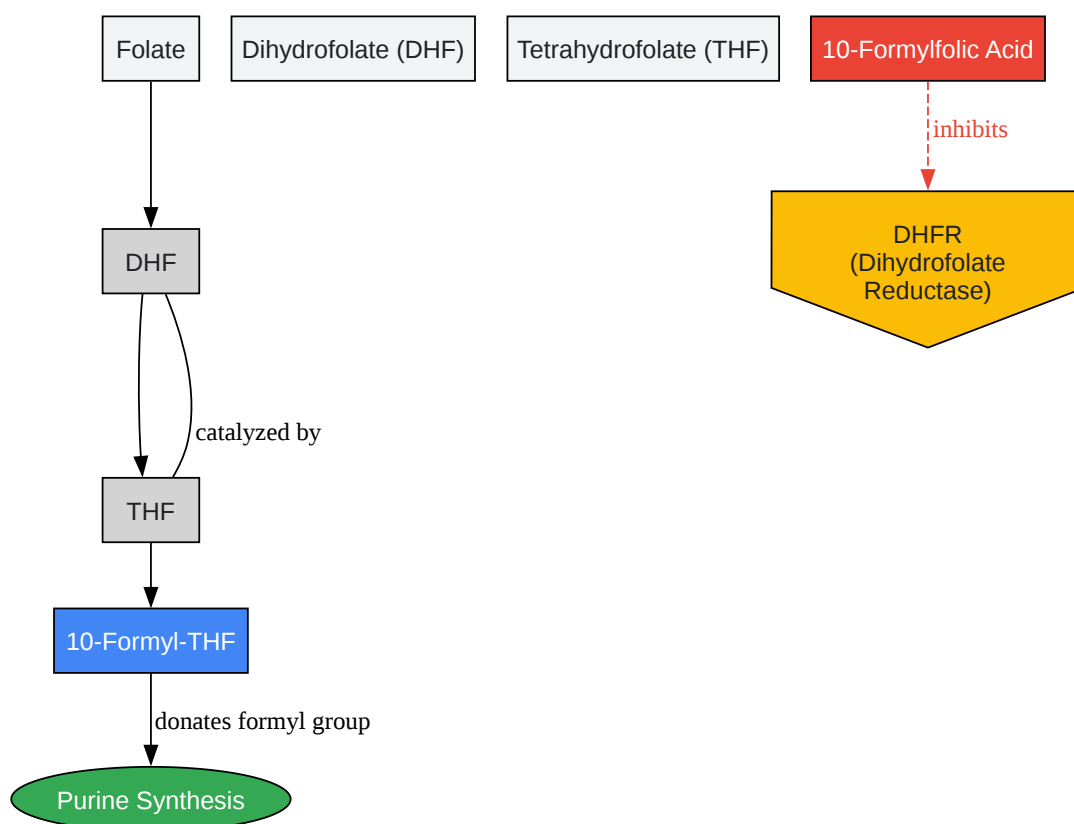 Folate
Dihydrofolate (DHF)
Tetrahydrofolate (THF)
10-Formylfolic Acid
inhibits
DHFR
(Dihydrofolate
Reductase)
DHF
catalyzed by
THF
10-Formyl-THF
donates formyl group
Purine Synthesis